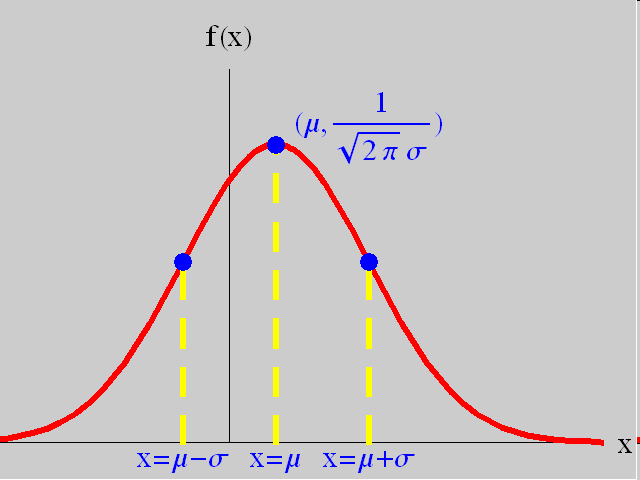 f(x)
(μ, 1/(√2π σ))
x
x=μ−σ x=μ x=μ+σ